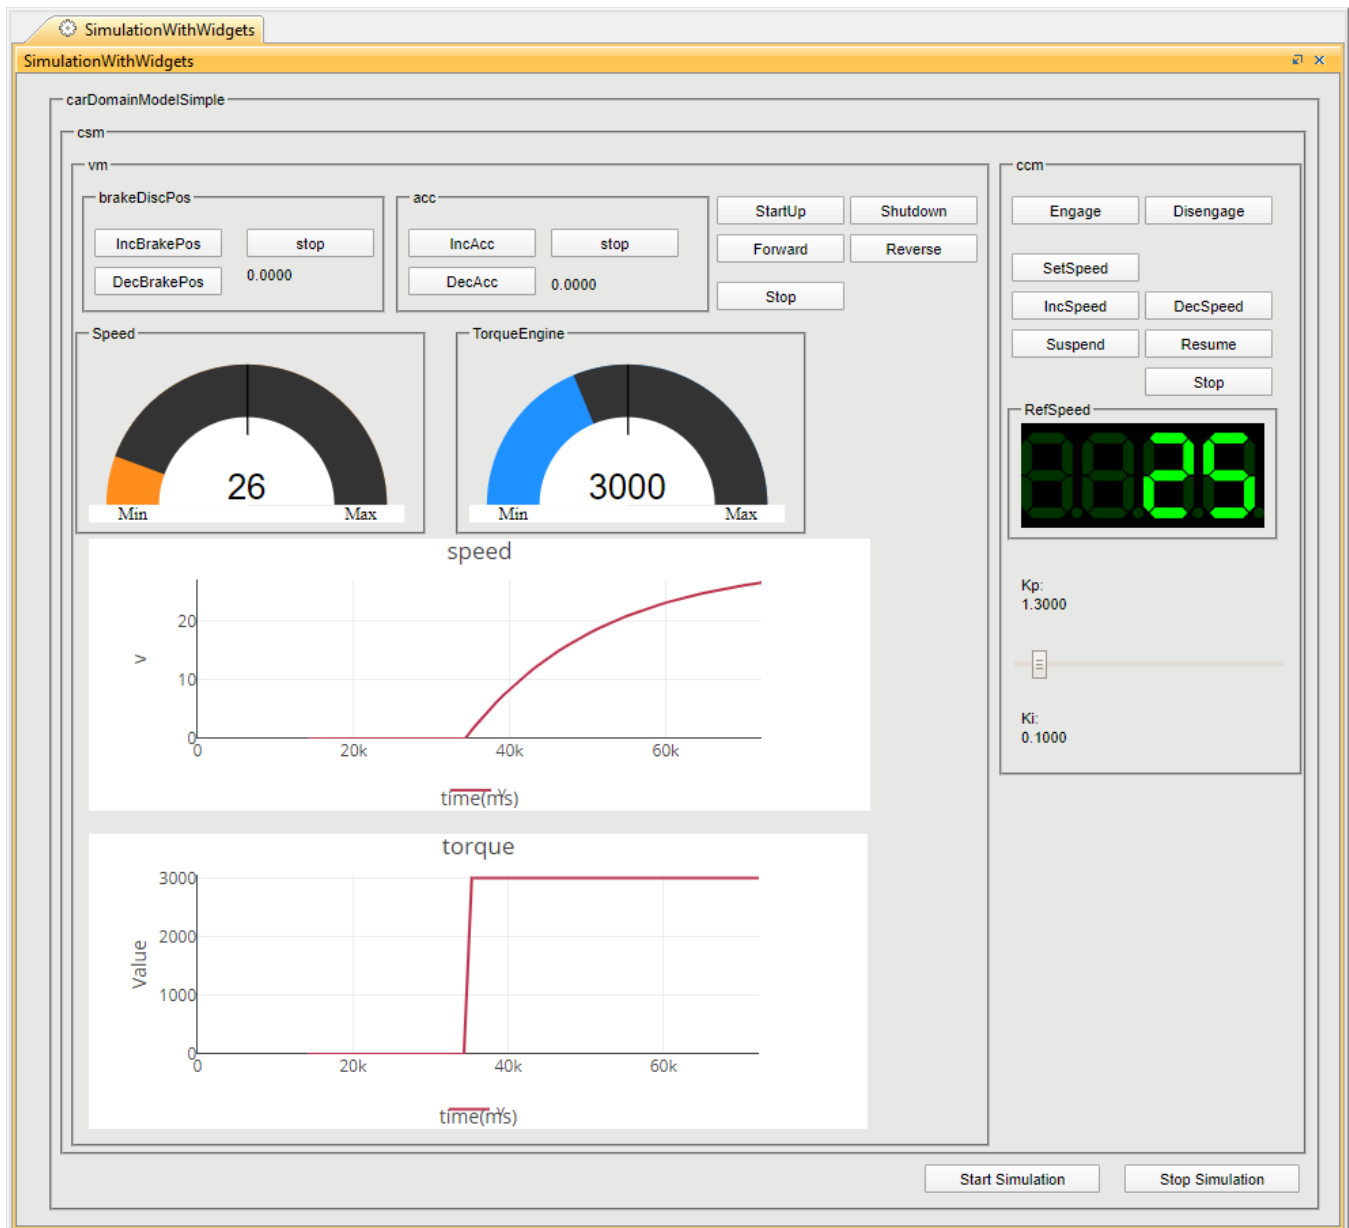 SimulationWithWidgets
SimulationWithWidgets
carDomainModelSimple
csm
vm
brakeDiscPos
IncBrakePos
stop
DecBrakePos
0.0000
acc
IncAcc
stop
DecAcc
0.0000
StartUp
Shutdown
Forward
Reverse
Stop
Speed
26
Min
Max
TorqueEngine
3000
Min
Max
speed
v
20
10
0
0
20k
40k
60k
time(ms)
v
torque
Value
3000
2000
1000
0
0
20k
40k
60k
time(ms)
v
ccm
Engage
Disengage
SetSpeed
IncSpeed
DecSpeed
Suspend
Resume
Stop
RefSpeed
25
Kp:
1.3000
Ki:
0.1000
Start Simulation
Stop Simulation